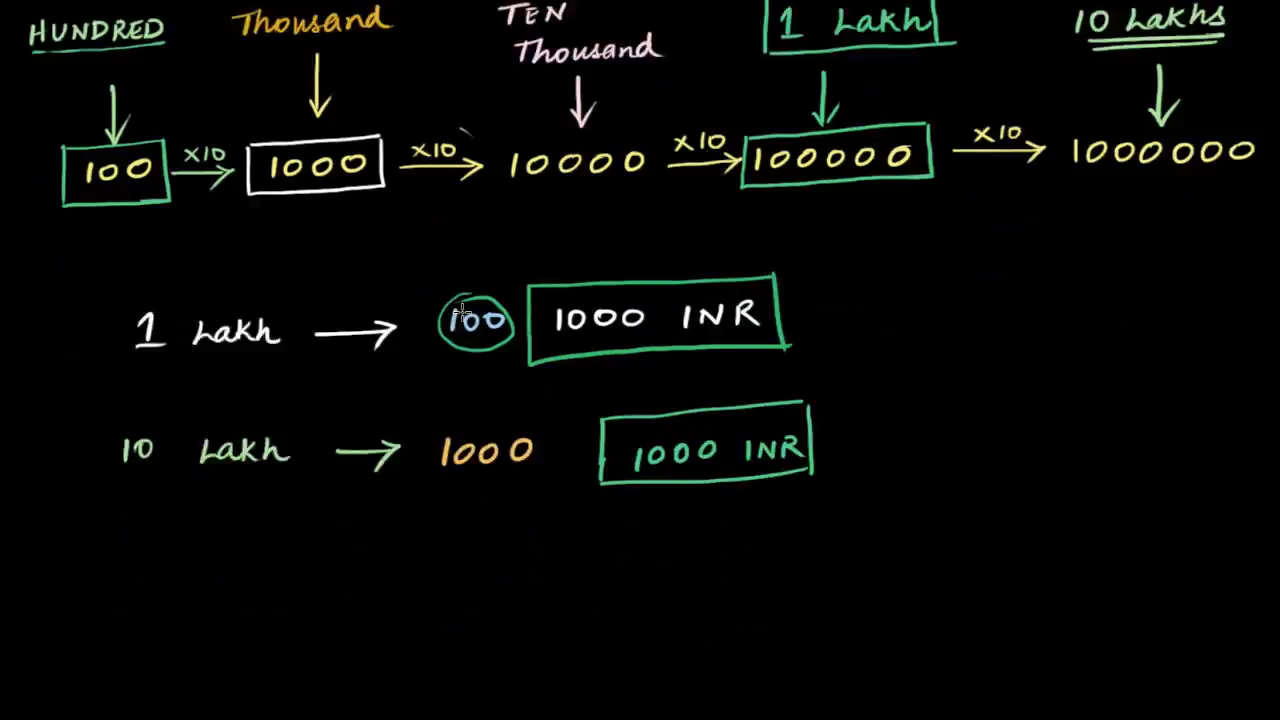 HUNDRED Thousand TEN Thousand 1 Lakh 10 Lakhs
100 X10 1000 X10 10000 X10 100000 X10 1000000
1 Lakh 100 1000 INR
10 Lakh 1000 1000 INR